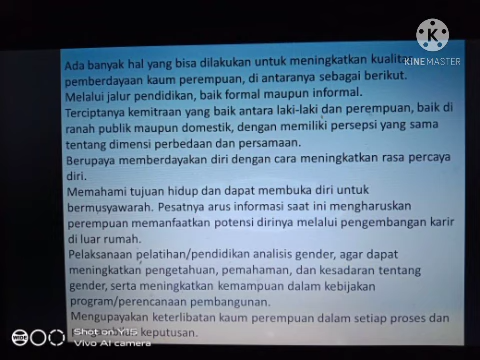 KINEMASTER
Ada banyak hal yang bisa dilakukan untuk meningkatkan kualitas
pemberdayaan kaum perempuan, di antaranya sebagai berikut.
Melalui jalur pendidikan, baik formal maupun informal.
Terciptanya kemitraan yang baik antara laki-laki dan perempuan, baik di
ranah publik maupun domestik, dengan memiliki persepsi yang sama
tentang dimensi perbedaan dan persamaan.
Berupaya memberdayakan diri dengan cara meningkatkan rasa percaya
diri.
Memahami tujuan hidup dan dapat membuka diri untuk
bermusyawarah. Pesatnya arus informasi saat ini mengharuskan
perempuan memanfaatkan potensi dirinya melalui pengembangan karir
di luar rumah.
Pelaksanaan pelatihan/pendidikan analisis gender, agar dapat
meningkatkan pengetahuan, pemahaman, dan kesadaran tentang
gender, serta meningkatkan kemampuan dalam kebijakan
program/perencanaan pembangunan.
Mengupayakan keterlibatan kaum perempuan dalam setiap proses dan
keputusan.
Shot on Y15
Vivo AI camera